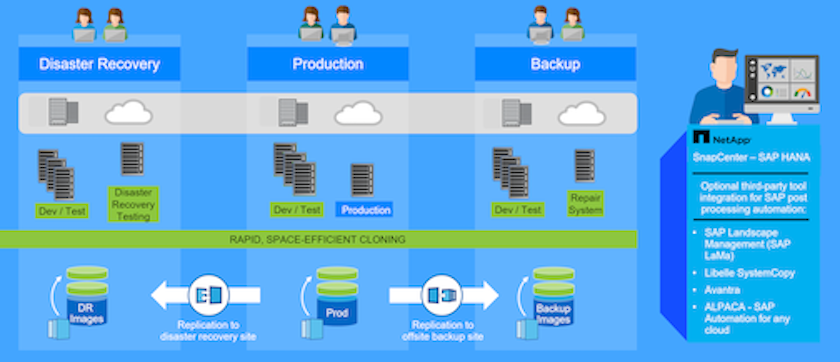 Disaster Recovery
Production
Backup
Dev / Test
Disaster
Recovery
Testing
Dev / Test
Production
Dev / Test
Repair
System
RAPID, SPACE-EFFICIENT CLONING
DR
Images
Replication to
disaster recovery site
Prod
Replication to
offsite backup site
Backup
Images
NetApp
SnapCenter – SAP HANA
Optional third-party tool
integration for SAP post
processing automation:
• SAP Landscape
Management (SAP
LaMa)
• Libelle SystemCopy
• Avantra
• ALPACA - SAP
Automation for any
cloud